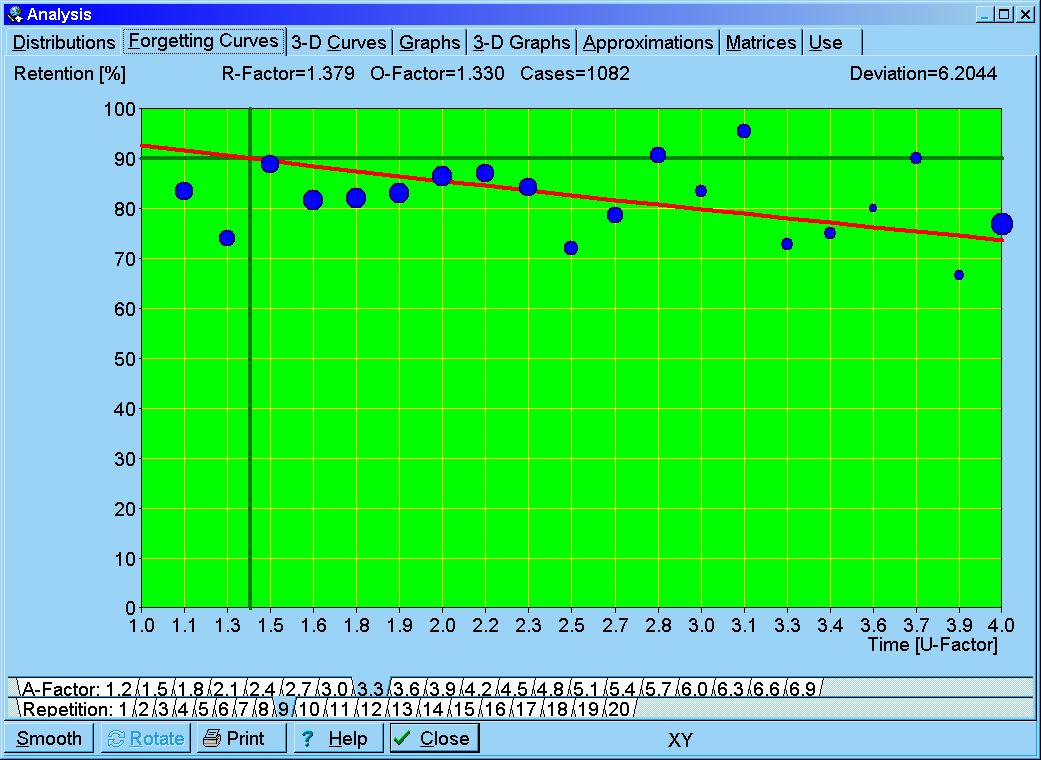 Analysis
Distributions Forgetting Curves 3-D Curves Graphs 3-D Graphs Approximations Matrices Use
Retention [%] R-Factor=1.379 O-Factor=1.330 Cases=1082 Deviation=6.2044
100
90
80
70
60
50
40
30
20
10
0
1.0 1.1 1.3 1.5 1.6 1.8 1.9 2.0 2.2 2.3 2.5 2.7 2.8 3.0 3.1 3.3 3.4 3.6 3.7 3.9 4.0
Time [U-Factor]
A-Factor: 1.2 1.5 1.8 2.1 2.4 2.7 3.0 3.3 3.6 3.9 4.2 4.5 4.8 5.1 5.4 5.7 6.0 6.3 6.6 6.9
Repetition: 1 2 3 4 5 6 7 8 9 10 11 12 13 14 15 16 17 18 19 20
Smooth Rotate Print ? Help Close XY